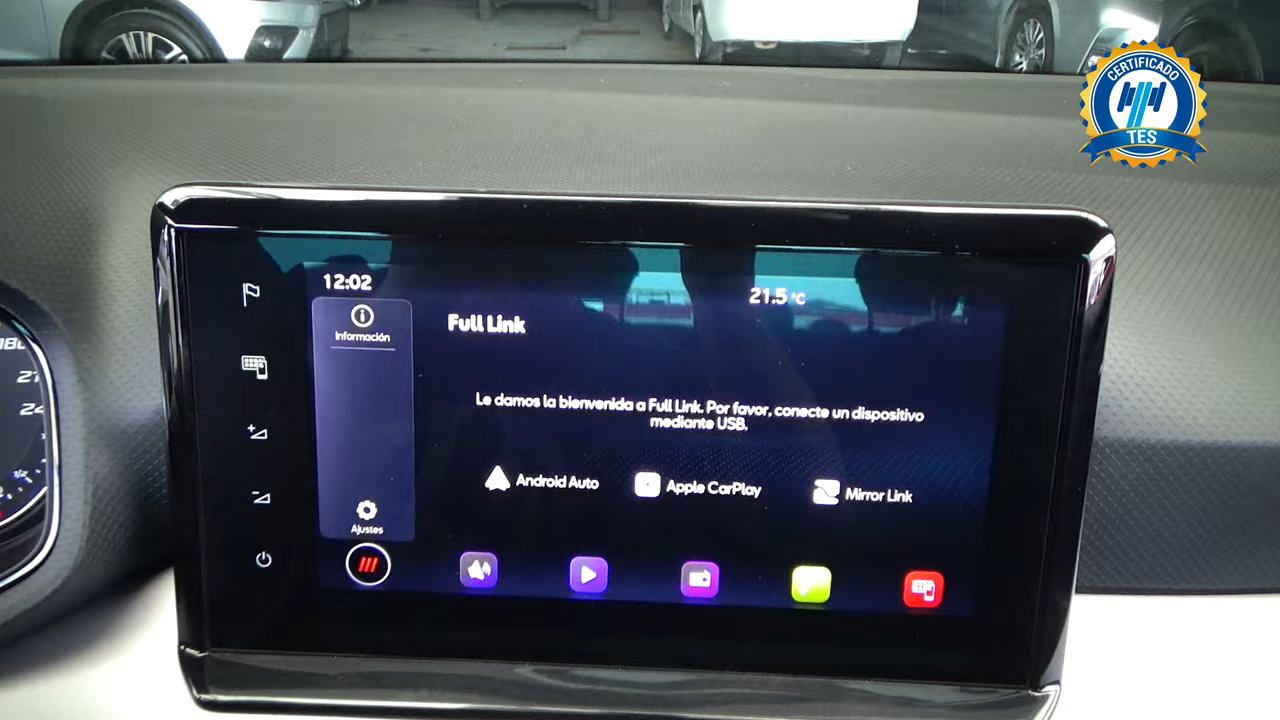 CERTIFICADO
TES
12:02
21.5 °C
Información
Full Link
Le damos la bienvenida a Full Link. Por favor, conecte un dispositivo
mediante USB.
Android Auto
Apple CarPlay
Mirror Link
Ajustes